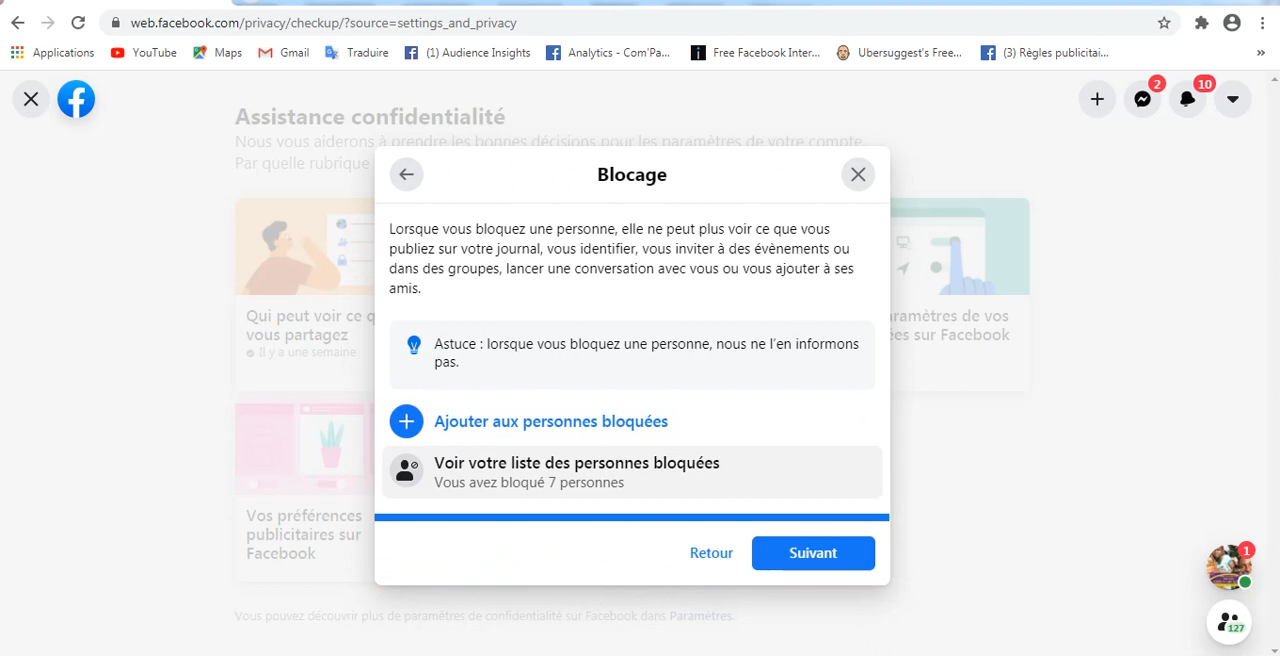 web.facebook.com/privacy/checkup/?source=settings_and_privacy
Applications YouTube Maps Gmail Traduire (1) Audience Insights Analytics - Com'Pa... Free Facebook Inter... Ubersuggest's Free... (3) Règles publicitai... »
2 10
Assistance confidentialité
Nous vous aiderons à prendre les bonnes décisions pour les paramètres de votre compte.
Par quelle rubrique
Blocage
Lorsque vous bloquez une personne, elle ne peut plus voir ce que vous
publiez sur votre journal, vous identifier, vous inviter à des évènements ou
dans des groupes, lancer une conversation avec vous ou vous ajouter à ses
amis.
Astuce : lorsque vous bloquez une personne, nous ne l'en informons
pas.
Ajouter aux personnes bloquées
Voir votre liste des personnes bloquées
Vous avez bloqué 7 personnes
Retour Suivant
Qui peut voir ce q
vous partagez
Il y a une semaine
aramètres de vos
ées sur Facebook
Vos préférences
publicitaires sur
Facebook
Vous pouvez découvrir plus de paramètres de confidentialité sur Facebook dans Paramètres.
1
127